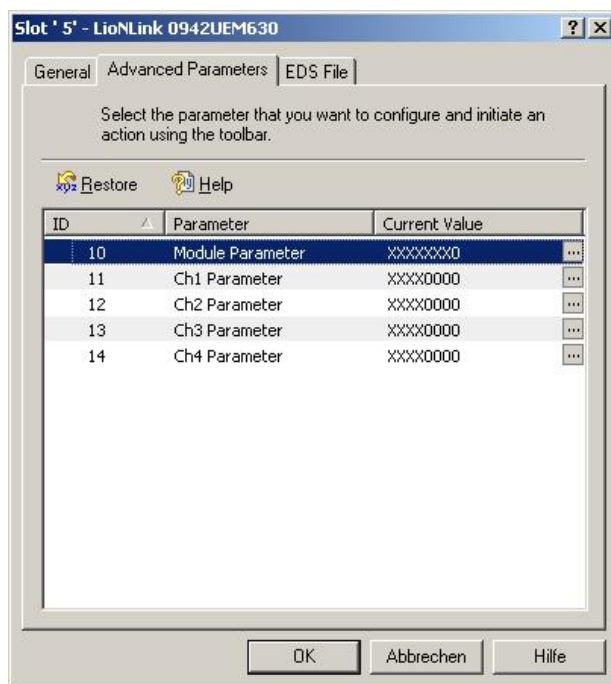 Slot ' 5' - LioNLink 0942UEM630
General Advanced Parameters EDS File
Select the parameter that you want to configure and initiate an
action using the toolbar.
Restore Help
ID Parameter Current Value
10 Module Parameter XXXXXXX0 ...
11 Ch1 Parameter XXXX0000 ...
12 Ch2 Parameter XXXX0000 ...
13 Ch3 Parameter XXXX0000 ...
14 Ch4 Parameter XXXX0000 ...
OK Abbrechen Hilfe